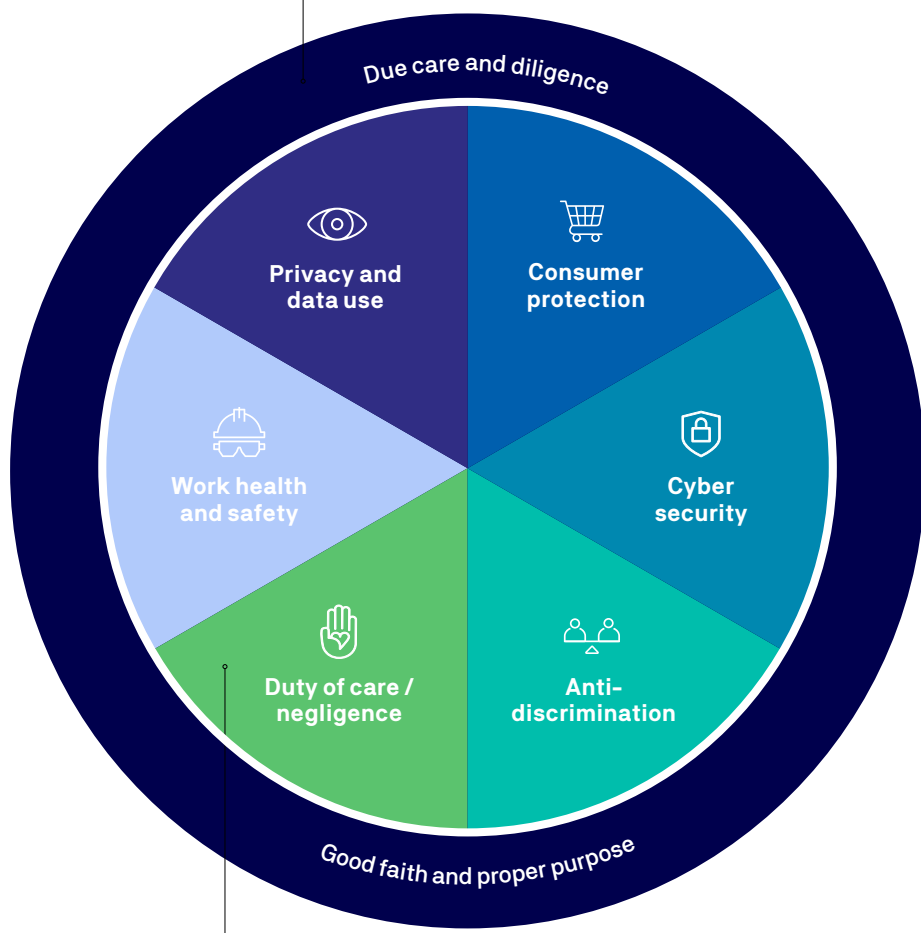 Due care and diligence
Privacy and
data use
Consumer
protection
Work health
and safety
Cyber
security
Duty of care /
negligence
Anti-
discrimination
Good faith and proper purpose